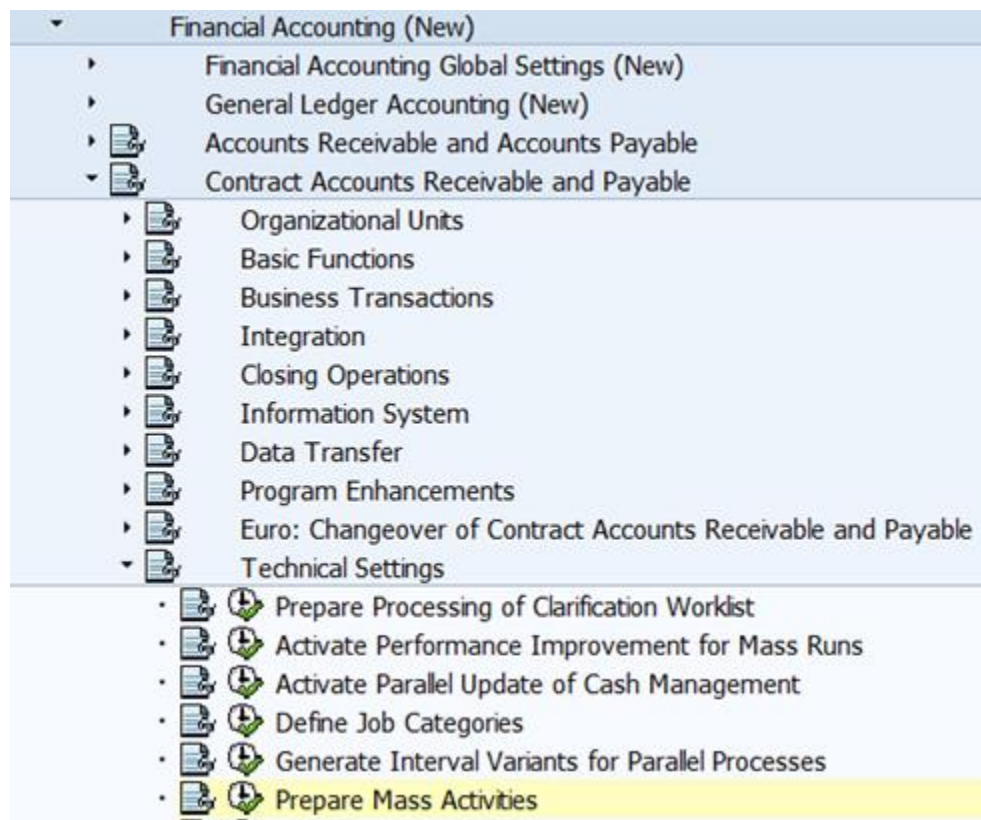 Financial Accounting (New)
Financial Accounting Global Settings (New)
General Ledger Accounting (New)
Accounts Receivable and Accounts Payable
Contract Accounts Receivable and Payable
Organizational Units
Basic Functions
Business Transactions
Integration
Closing Operations
Information System
Data Transfer
Program Enhancements
Euro: Changeover of Contract Accounts Receivable and Payable
Technical Settings
Prepare Processing of Clarification Worklist
Activate Performance Improvement for Mass Runs
Activate Parallel Update of Cash Management
Define Job Categories
Generate Interval Variants for Parallel Processes
Prepare Mass Activities